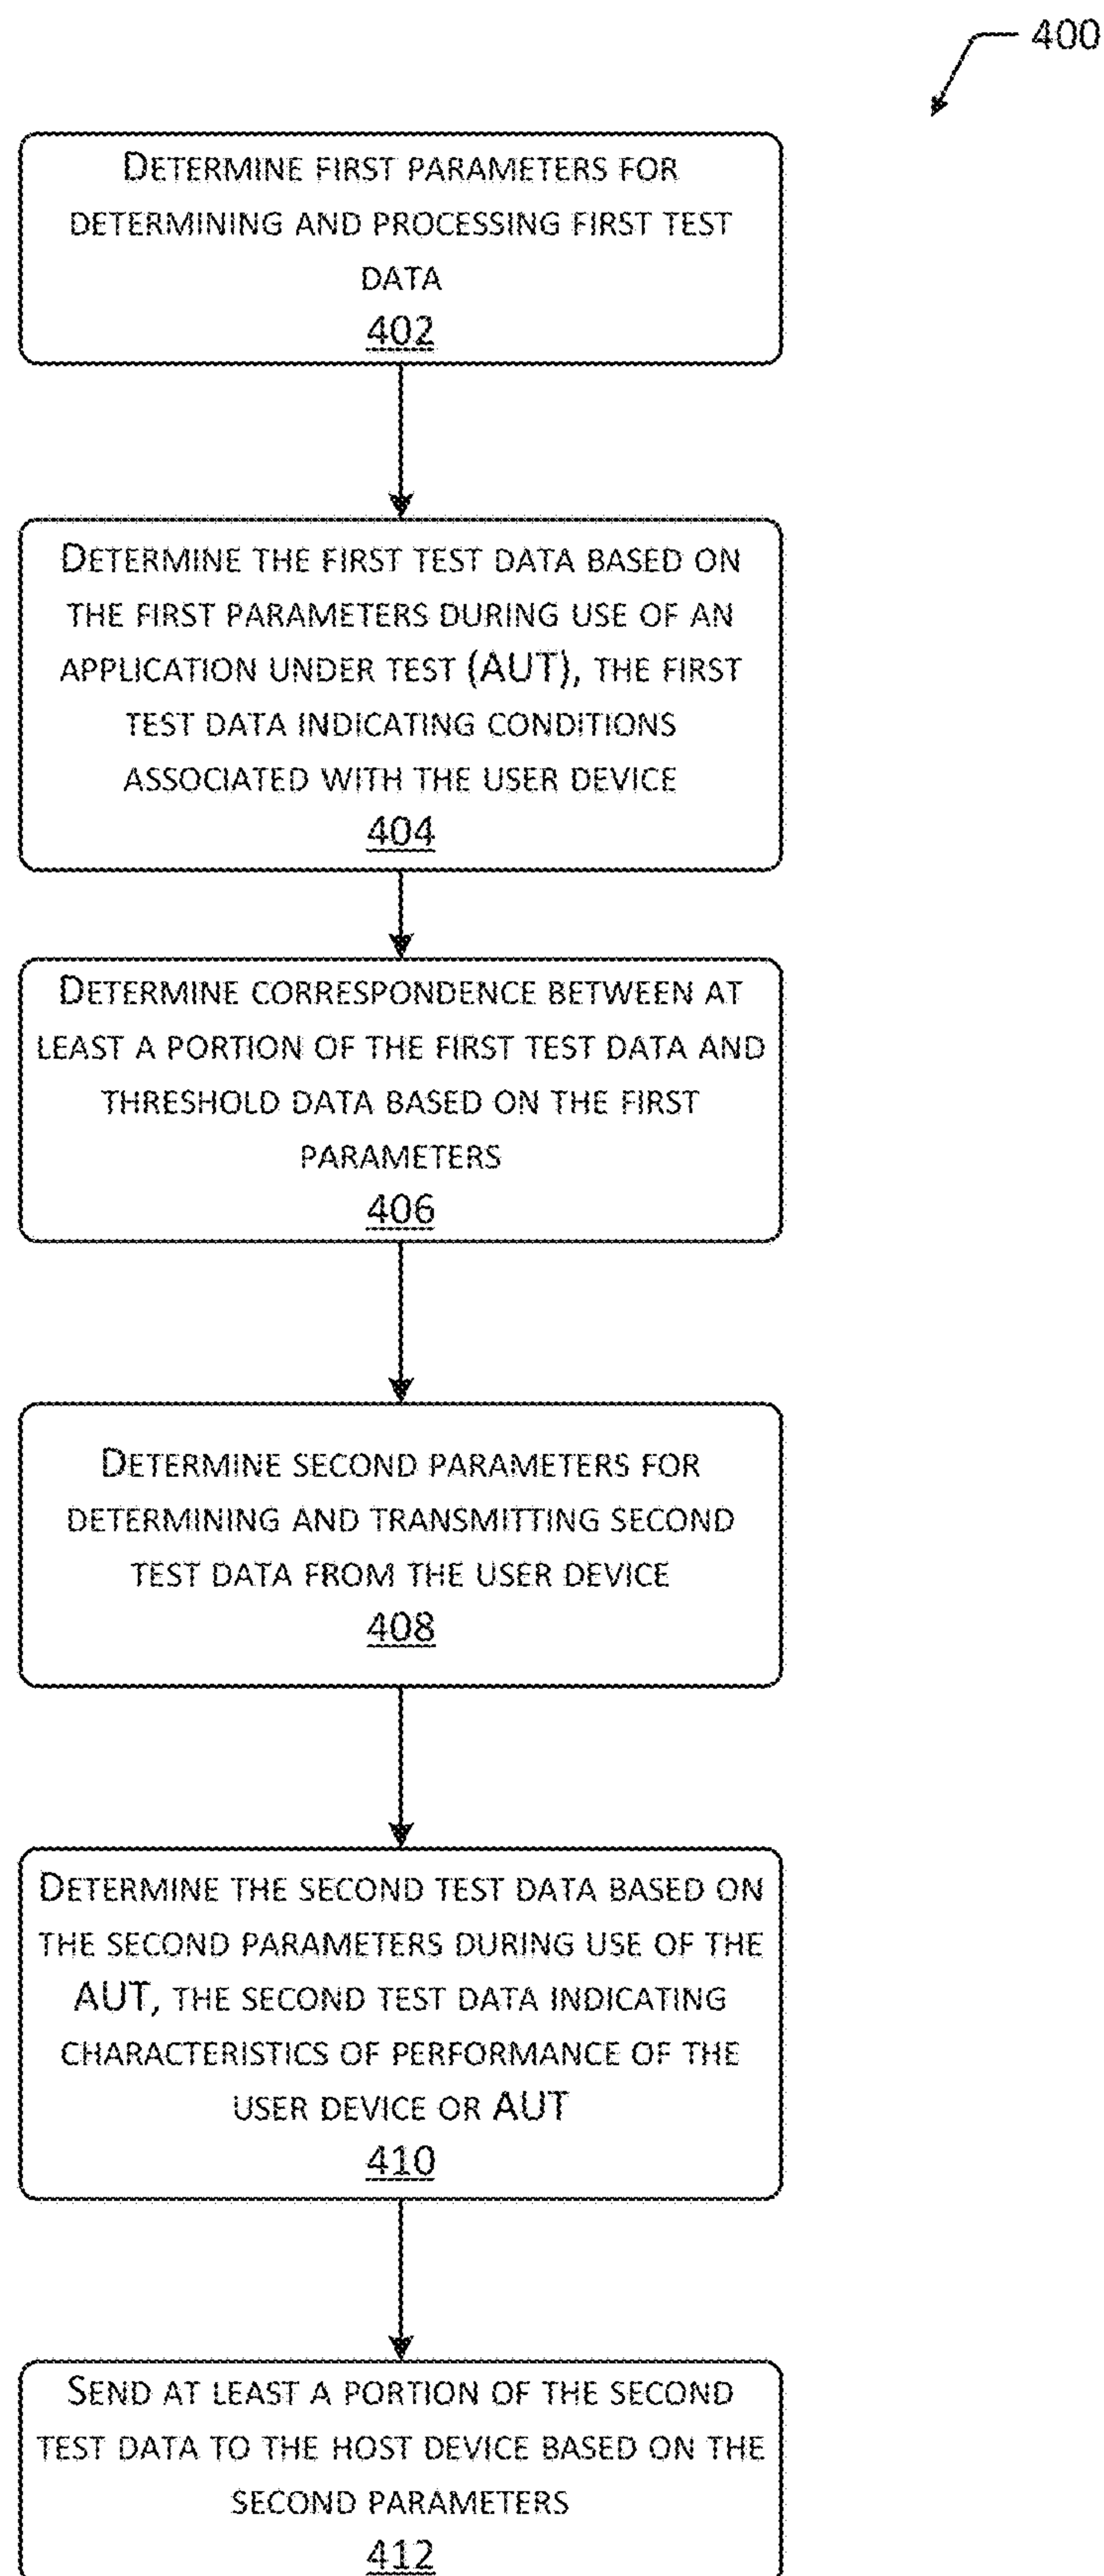 400
DETERMINE FIRST PARAMETERS FOR
DETERMINING AND PROCESSING FIRST TEST
DATA
402
DETERMINE THE FIRST TEST DATA BASED ON
THE FIRST PARAMETERS DURING USE OF AN
APPLICATION UNDER TEST (AUT), THE FIRST
TEST DATA INDICATING CONDITIONS
ASSOCIATED WITH THE USER DEVICE
404
DETERMINE CORRESPONDENCE BETWEEN AT
LEAST A PORTION OF THE FIRST TEST DATA AND
THRESHOLD DATA BASED ON THE FIRST
PARAMETERS
406
DETERMINE SECOND PARAMETERS FOR
DETERMINING AND TRANSMITTING SECOND
TEST DATA FROM THE USER DEVICE
408
DETERMINE THE SECOND TEST DATA BASED ON
THE SECOND PARAMETERS DURING USE OF THE
AUT, THE SECOND TEST DATA INDICATING
CHARACTERISTICS OF PERFORMANCE OF THE
USER DEVICE OR AUT
410
SEND AT LEAST A PORTION OF THE SECOND
TEST DATA TO THE HOST DEVICE BASED ON THE
SECOND PARAMETERS
412